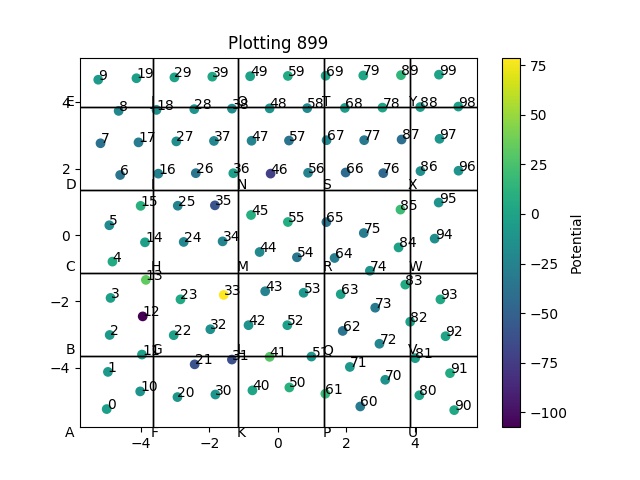 Plotting 899
9 19 29 39 49 59 69 79 89 99
E J O T Y
4 8 18 28 38 48 58 68 78 88 98
7 17 27 37 47 57 67 77 87 97
2 6 16 26 36 46 56 66 76 86 96
D I N S X
5 15 25 35 45 55 65 75 85 95
0 4 14 24 34 44 54 64 74 84 94
C H M R W
3 13 23 33 43 53 63 73 83 93
−2 2 12 22 32 42 52 62 72 82 92
B G L Q V
−4 1 11 21 31 41 51 61 71 81 91
0 10 20 30 40 50 60 70 80 90
A F K P U
−4 −2 0 2 4
75
50
25
0
−25
−50
−75
−100
Potential